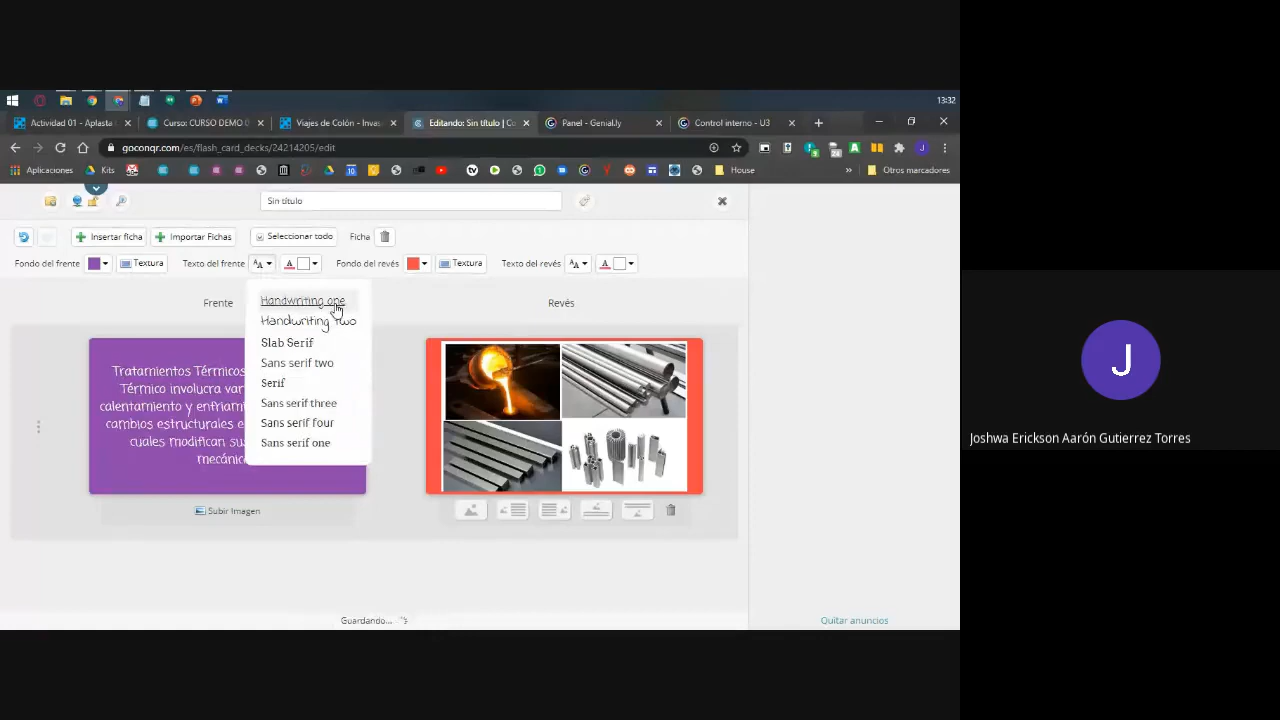 13:32
Actividad 01 - Aplasta
Curso: CURSO DEMO
Viajes de Colón - Inva
Editando: Sin título | C
Panel - Genial.ly
Control interno - U3
goconqr.com/es/flash_card_decks/24214205/edit
Aplicaciones
Kits
House
Otros marcadores
Sin título
Insertar ficha
Importar Fichas
Seleccionar todo
Ficha
Fondo del frente
Textura
Texto del frente
Fondo del revés
Textura
Texto del revés
Frente
Revés
Handwriting one
Handwriting Two
Slab Serif
Sans serif two
Serif
Sans serif three
Sans serif four
Sans serif one
Tratamientos Térmicos
Térmico involucra
calentamiento y
cambios estructurales
cuales modifican
Subir Imagen
Guardando...
Quitar anuncios
J
Joshwa Erickson Aarón Gutierrez Torres